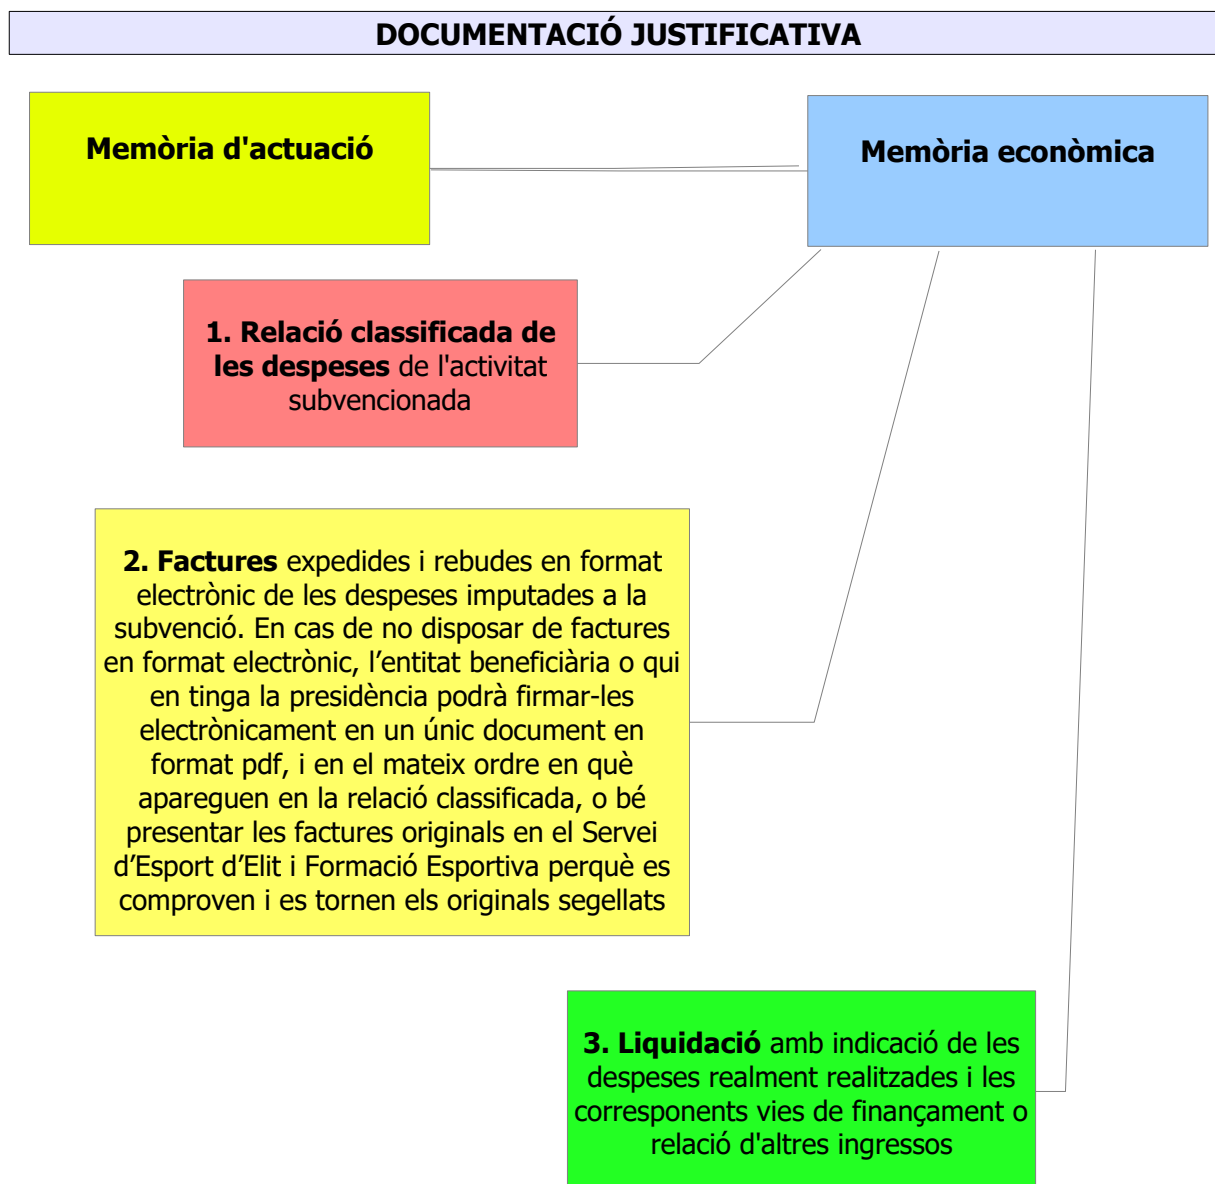 DOCUMENTACIÓ JUSTIFICATIVA
Memòria d'actuació
Memòria econòmica
1. Relació classificada de
les despeses de l'activitat
subvencionada
2. Factures expedides i rebudes en format
electrònic de les despeses imputades a la
subvenció. En cas de no disposar de factures
en format electrònic, l’entitat beneficiària o qui
en tinga la presidència podrà firmar-les
electrònicament en un únic document en
format pdf, i en el mateix ordre en què
apareguen en la relació classificada, o bé
presentar les factures originals en el Servei
d’Esport d’Elit i Formació Esportiva perquè es
comproven i es tornen els originals segellats
3. Liquidació amb indicació de les
despeses realment realitzades i les
corresponents vies de finançament o
relació d'altres ingressos